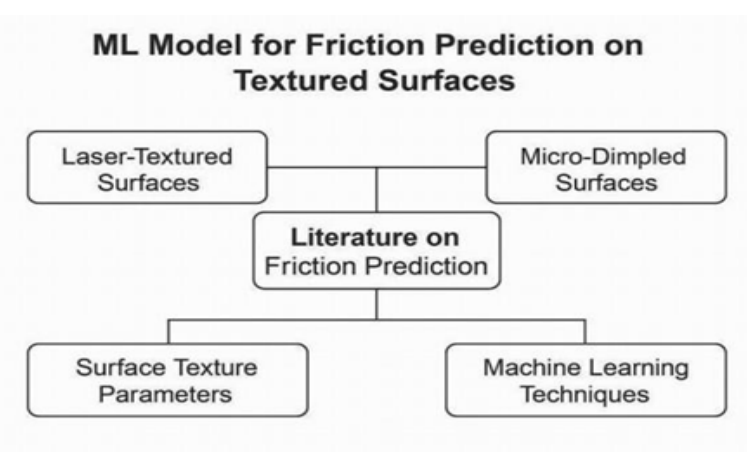 ML Model for Friction Prediction on
Textured Surfaces
Laser-Textured
Surfaces
Micro-Dimpled
Surfaces
Literature on
Friction Prediction
Surface Texture
Parameters
Machine Learning
Techniques